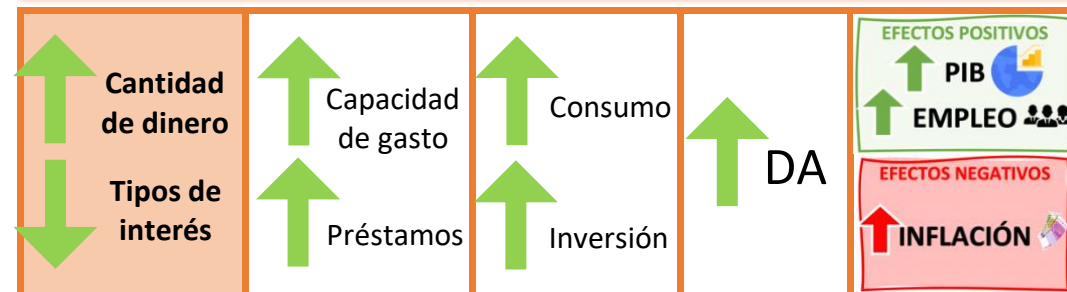 Cantidad
de dinero
Tipos de
interés
Capacidad
de gasto
Préstamos
Consumo
Inversión
DA
EFECTOS POSITIVOS
PIB
EMPLEO
EFECTOS NEGATIVOS
INFLACIÓN